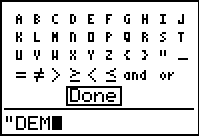 A B C D E F G H I J
K L M N O P Q R S T
U V W X Y Z { } " _
= ≠ > ≥ < ≤ and or
Done
"DEM